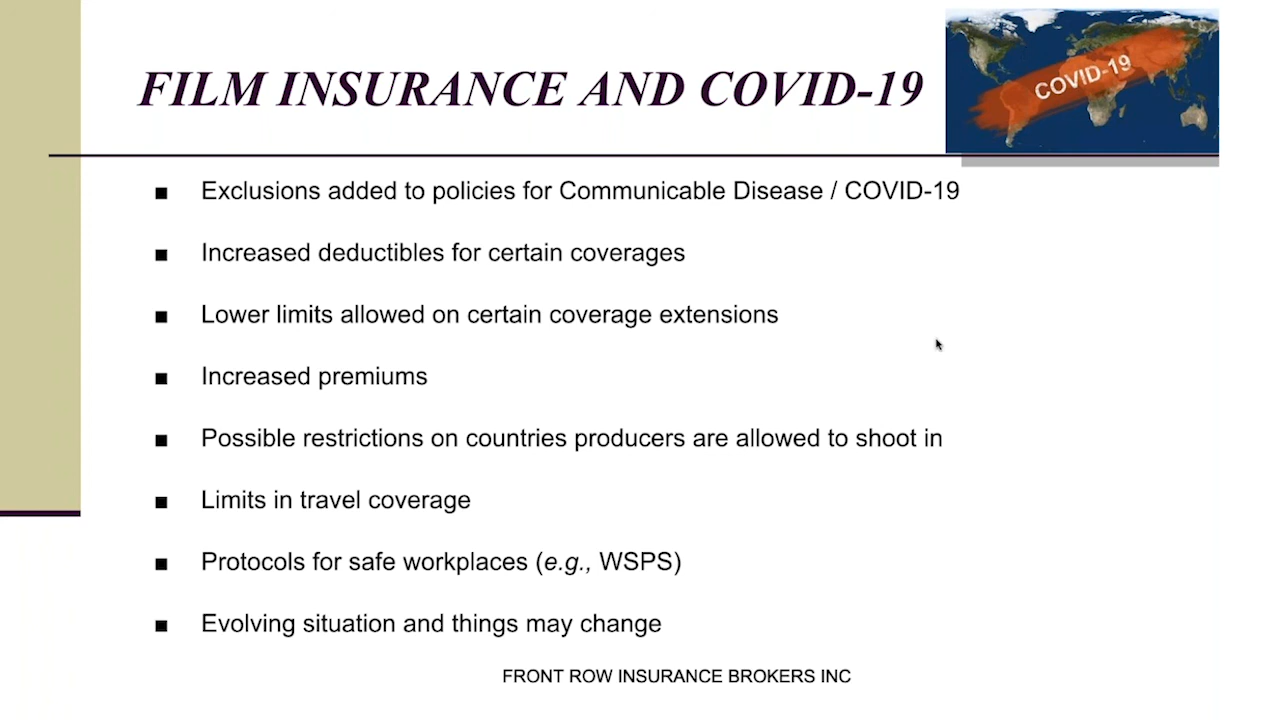 FILM INSURANCE AND COVID-19
COVID-19
■ Exclusions added to policies for Communicable Disease / COVID-19
■ Increased deductibles for certain coverages
■ Lower limits allowed on certain coverage extensions
■ Increased premiums
■ Possible restrictions on countries producers are allowed to shoot in
■ Limits in travel coverage
■ Protocols for safe workplaces (e.g., WSPS)
■ Evolving situation and things may change
FRONT ROW INSURANCE BROKERS INC